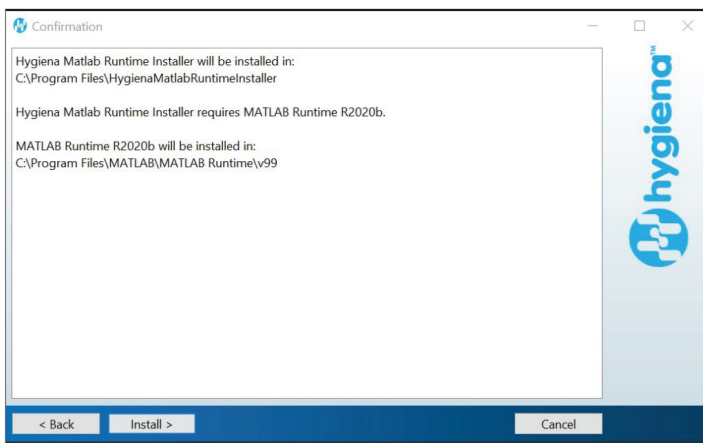 Confirmation
Hygiena Matlab Runtime Installer will be installed in:
C:\Program Files\HygienaMatlabRuntimeInstaller
Hygiena Matlab Runtime Installer requires MATLAB Runtime R2020b.
MATLAB Runtime R2020b will be installed in:
C:\Program Files\MATLAB\MATLAB Runtime\v99
hygiena™
< Back
Install >
Cancel